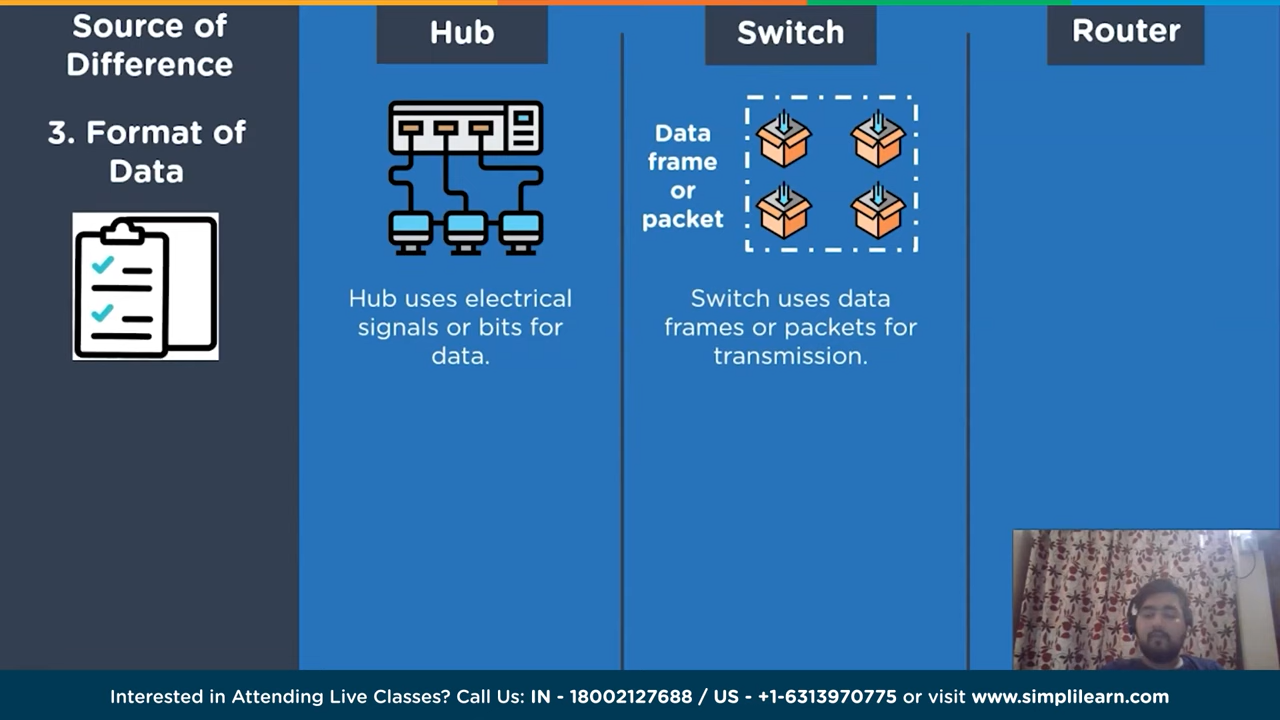 Source of
Difference
Hub
Switch
Router
3. Format of
Data
Data
frame
or
packet
Hub uses electrical
signals or bits for
data.
Switch uses data
frames or packets for
transmission.
Interested in Attending Live Classes? Call Us: IN - 18002127688 / US - +1-6313970775 or visit www.simplilearn.com